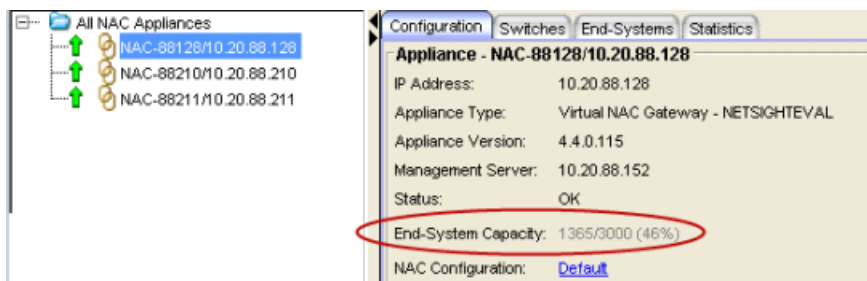 All NAC Appliances
NAC-88128/10.20.88.128
NAC-88210/10.20.88.210
NAC-88211/10.20.88.211
Configuration Switches End-Systems Statistics
Appliance - NAC-88128/10.20.88.128
IP Address: 10.20.88.128
Appliance Type: Virtual NAC Gateway - NETSIGHTEVAL
Appliance Version: 4.4.0.115
Management Server: 10.20.88.152
Status: OK
End-System Capacity: 1365/3000 (46%)
NAC Configuration: Default